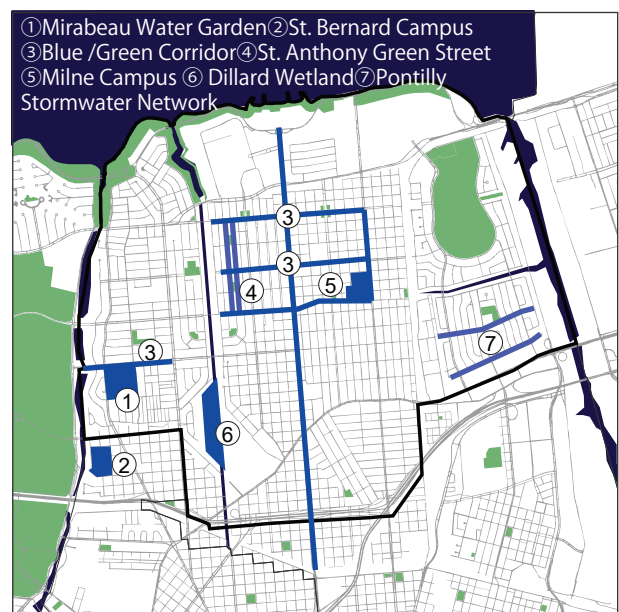 ①Mirabeau Water Garden②St. Bernard Campus
③Blue /Green Corridor④St. Anthony Green Street
⑤Milne Campus ⑥ Dillard Wetland⑦Pontilly
Stormwater Network
③
③
⑤
④
③
⑦
①
⑥
②